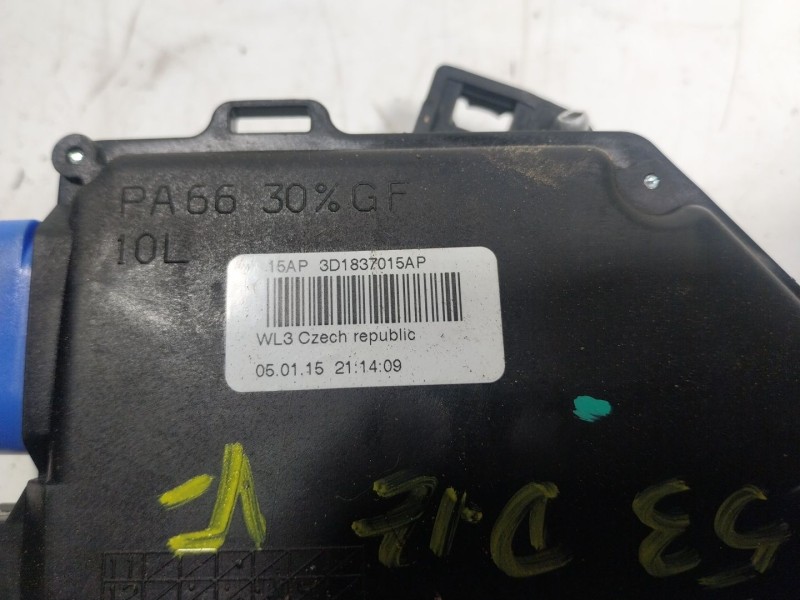 PA66 30%GF
10L
15AP 3D1837015AP
WL3 Czech republic
05.01.15 21:14:09